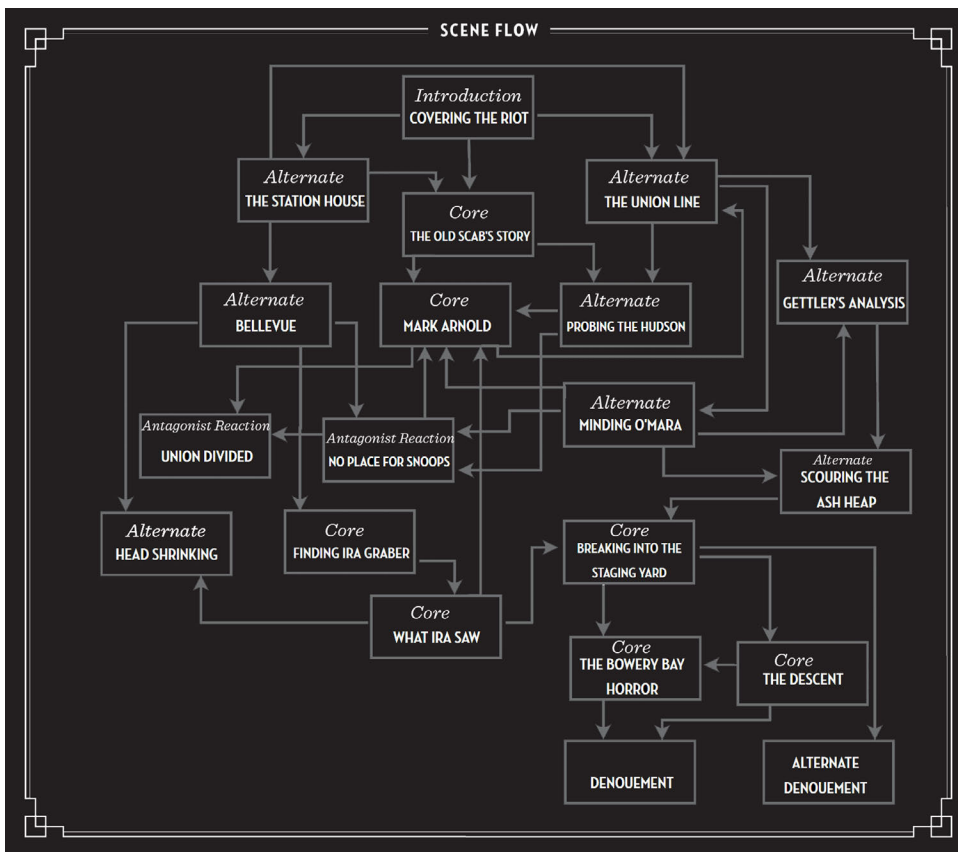 SCENE FLOW
Introduction
COVERING THE RIOT
Alternate
THE STATION HOUSE
Alternate
THE UNION LINE
Core
THE OLD SCAB'S STORY
Alternate
GETTLER'S ANALYSIS
Alternate
BELLEVUE
Core
MARK ARNOLD
Alternate
PROBING THE HUDSON
Alternate
MINDING O'MARA
Antagonist Reaction
UNION DIVIDED
Antagonist Reaction
NO PLACE FOR SNOOPS
Alternate
SCOURING THE
ASH HEAP
Alternate
HEAD SHRINKING
Core
FINDING IRA GRABER
Core
BREAKING INTO THE
STAGING YARD
Core
WHAT IRA SAW
Core
THE BOWERY BAY
HORROR
Core
THE DESCENT
DENOUEMENT
ALTERNATE
DENOUEMENT